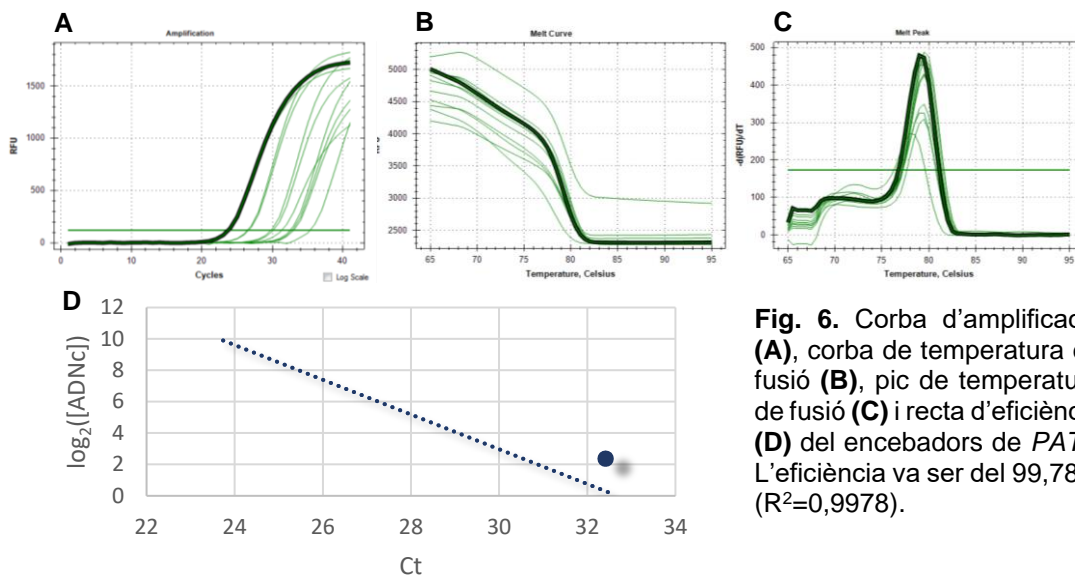 A
Amplification
RFU
1500
1000
500
0
0 10 20 30 40
Cycles
Log Scale
B
Melt Curve
5000
4500
4000
3500
3000
2500
65 70 75 80 85 90 95
Temperature, Celsius
C
Melt Peak
-d(RFU)/dT
500
400
300
200
100
0
65 70 75 80 85 90 95
Temperature, Celsius
D
log2([ADNc])
12
10
8
6
4
2
0
22 24 26 28 30 32 34
Ct
Fig. 6. Corba d'amplificac
(A), corba de temperatura
fusió (B), pic de temperatu
de fusió (C) i recta d'eficiènc
(D) del encebadors de PAT
L'eficiència va ser del 99,78
(R²=0,9978).